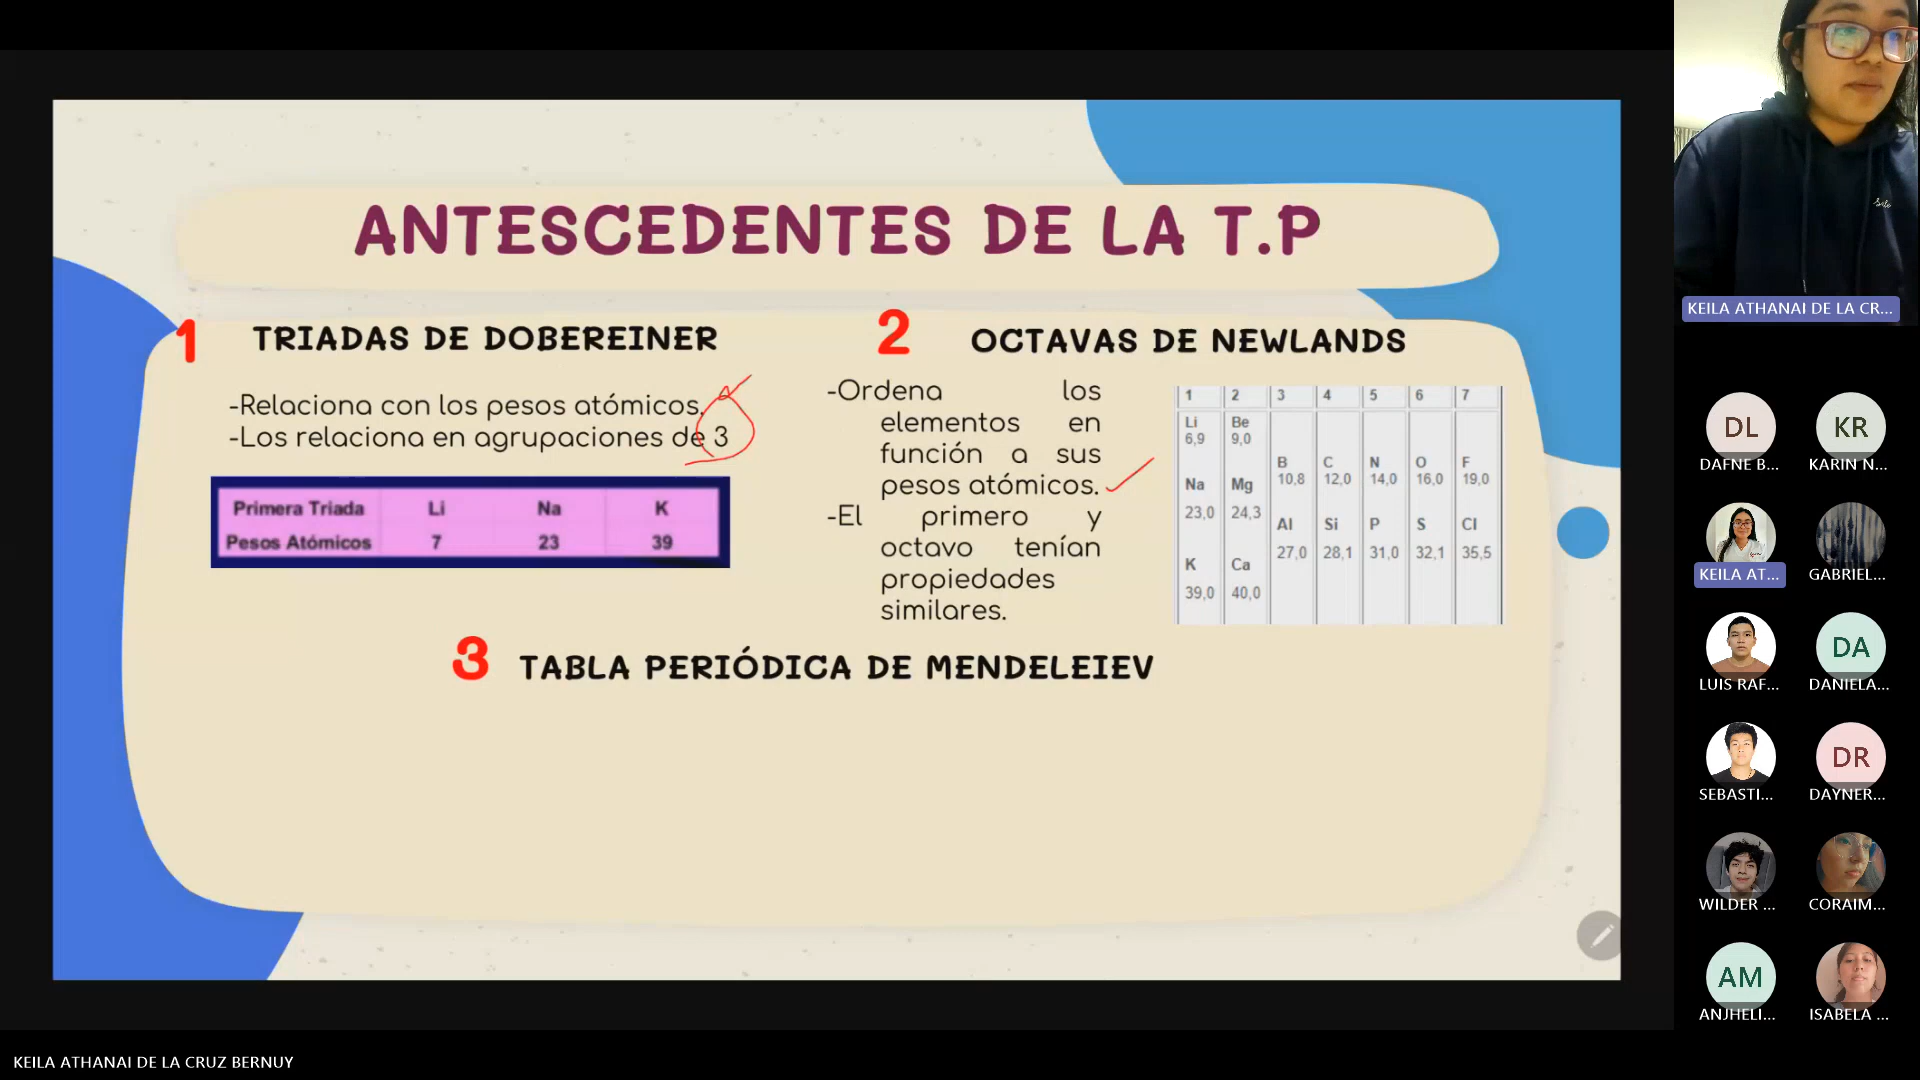 ANTESCEDENTES DE LA T.P
1 TRIADAS DE DOBEREINER
-Relaciona con los pesos atómicos.
-Los relaciona en agrupaciones de 3
Primera Triada Li Na K
Pesos Atómicos 7 23 39
2 OCTAVAS DE NEWLANDS
-Ordena los
elementos en
función a sus
pesos atómicos.
-El primero y
octavo tenían
propiedades
similares.
1 2 3 4 5 6 7
Li Be
6,9 9,0
B C N O F
10,8 12,0 14,0 16,0 19,0
Na Mg
23,0 24,3
Al Si P S Cl
27,0 28,1 31,0 32,1 35,5
K Ca
39,0 40,0
3 TABLA PERIÓDICA DE MENDELEIEV
KEILA ATHANAI DE LA CR...
DL KR
DAFNE B... KARIN N...
KEILA AT... GABRIEL...
DA
LUIS RAF... DANIELA...
DR
SEBASTI... DAYNER...
WILDER ... CORAIM...
AM
ANJHELI... ISABELA ...
KEILA ATHANAI DE LA CRUZ BERNUY